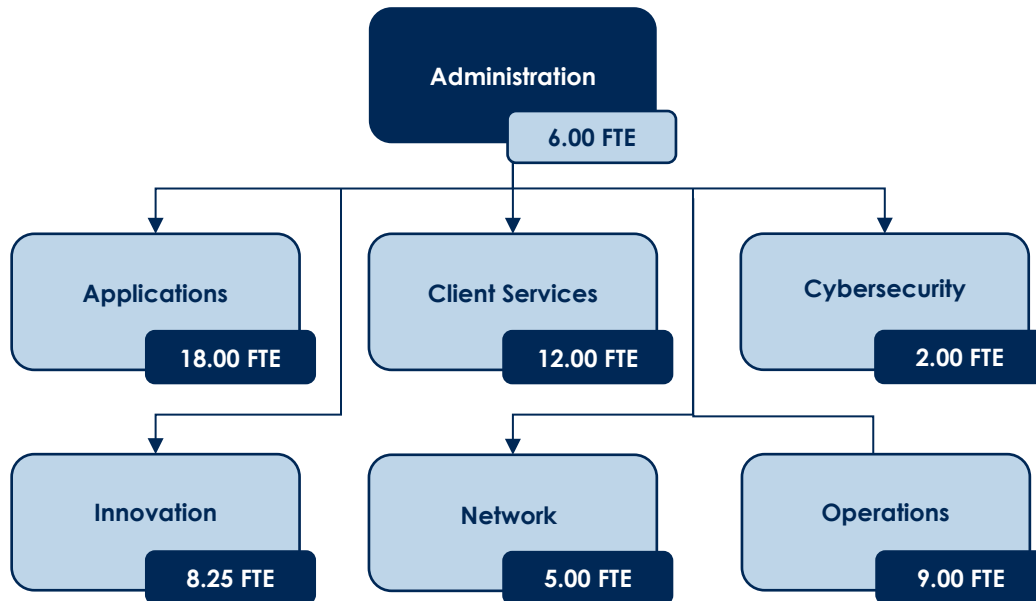 Administration
6.00 FTE
Applications
18.00 FTE
Client Services
12.00 FTE
Cybersecurity
2.00 FTE
Innovation
8.25 FTE
Network
5.00 FTE
Operations
9.00 FTE